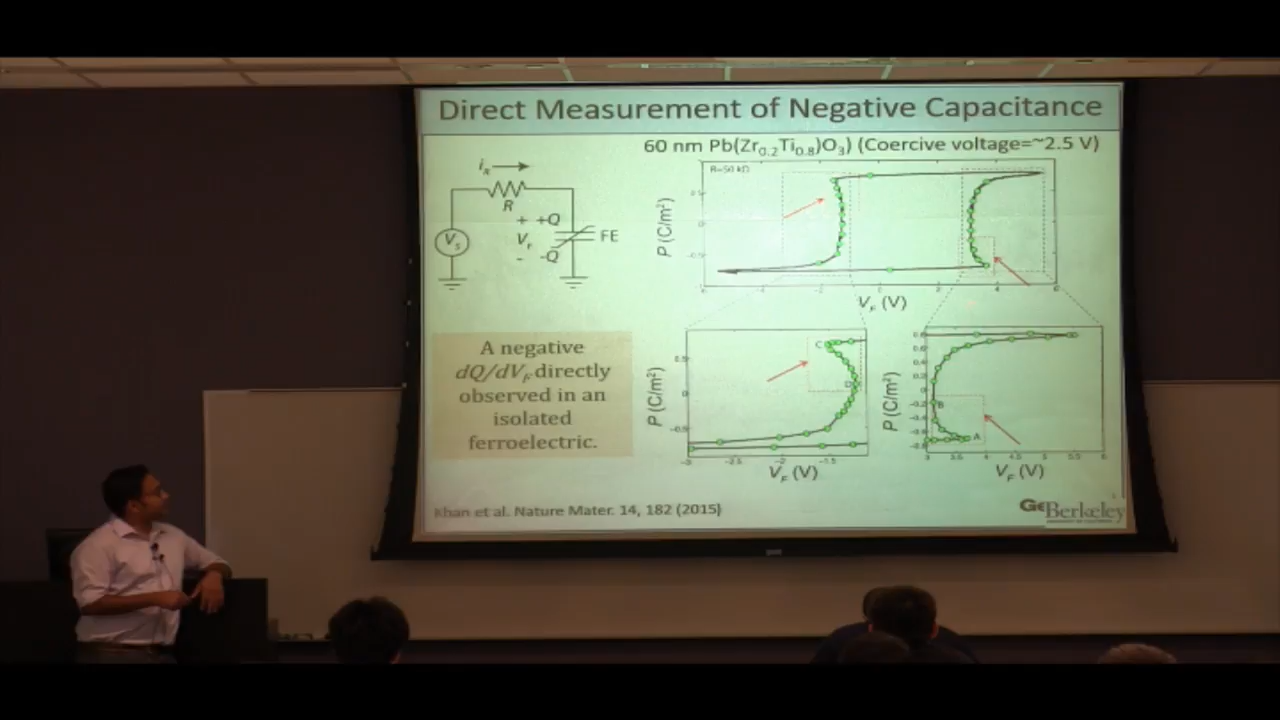 Direct Measurement of Negative Capacitance
60 nm Pb(Zr0.2Ti0.8)O3) (Coercive voltage=~2.5 V)
iR
R
+ +Q
VF
- -Q
VS
FE
R=50 kΩ
P (C/m²)
VF (V)
A negative
dQ/dVF directly
observed in an
isolated
ferroelectric.
P (C/m²)
C
D
VF (V)
P (C/m²)
B
A
VF (V)
Khan et al. Nature Mater. 14, 182 (2015)
Berkeley